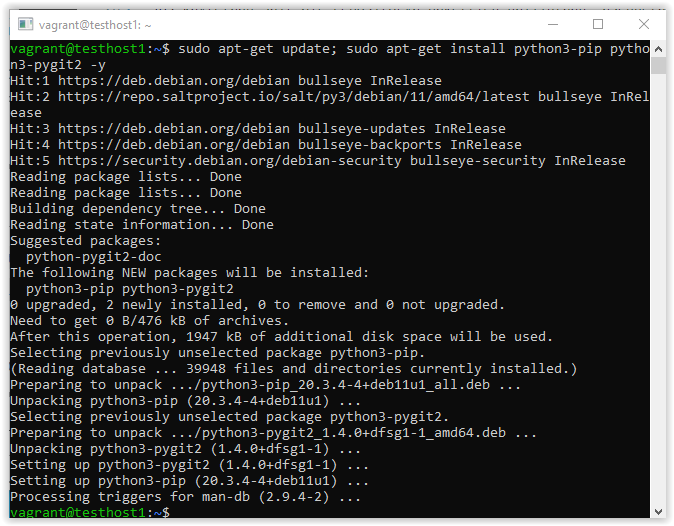 vagrant@testhost1: ~
vagrant@testhost1:~$ sudo apt-get update; sudo apt-get install python3-pip pytho
n3-pygit2 -y
Hit:1 https://deb.debian.org/debian bullseye InRelease
Hit:2 https://repo.saltproject.io/salt/py3/debian/11/amd64/latest bullseye InRel
ease
Hit:3 https://deb.debian.org/debian bullseye-updates InRelease
Hit:4 https://deb.debian.org/debian bullseye-backports InRelease
Hit:5 https://security.debian.org/debian-security bullseye-security InRelease
Reading package lists... Done
Reading package lists... Done
Building dependency tree... Done
Reading state information... Done
Suggested packages:
  python-pygit2-doc
The following NEW packages will be installed:
  python3-pip python3-pygit2
0 upgraded, 2 newly installed, 0 to remove and 0 not upgraded.
Need to get 0 B/476 kB of archives.
After this operation, 1947 kB of additional disk space will be used.
Selecting previously unselected package python3-pip.
(Reading database ... 39948 files and directories currently installed.)
Preparing to unpack .../python3-pip_20.3.4-4+deb11u1_all.deb ...
Unpacking python3-pip (20.3.4-4+deb11u1) ...
Selecting previously unselected package python3-pygit2.
Preparing to unpack .../python3-pygit2_1.4.0+dfsg1-1_amd64.deb ...
Unpacking python3-pygit2 (1.4.0+dfsg1-1) ...
Setting up python3-pygit2 (1.4.0+dfsg1-1) ...
Setting up python3-pip (20.3.4-4+deb11u1) ...
Processing triggers for man-db (2.9.4-2) ...
vagrant@testhost1:~$